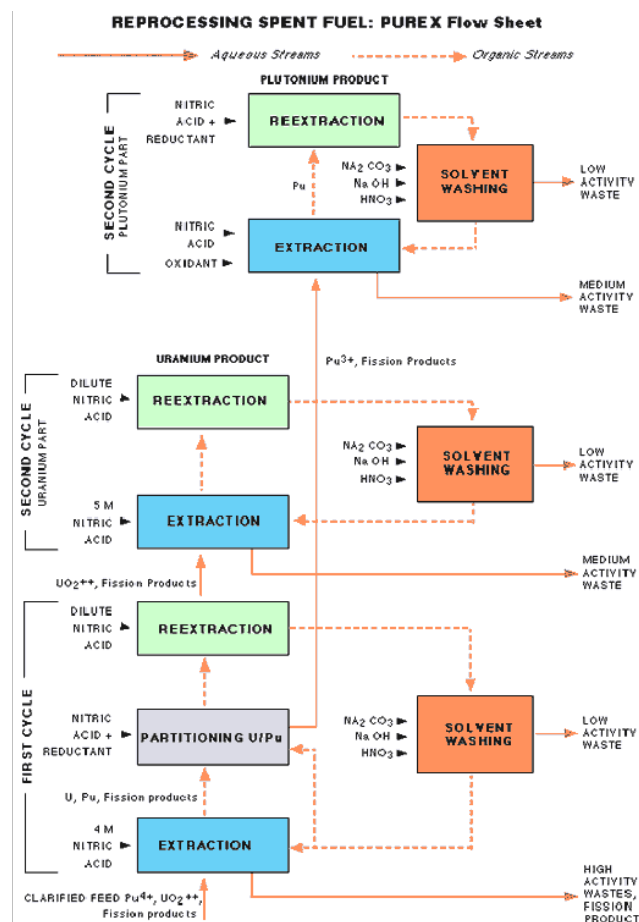 REPROCESSING SPENT FUEL: PUREX Flow Sheet
Aqueous Streams
Organic Streams
PLUTONIUM PRODUCT
SECOND CYCLE
PLUTONIUM PART
NITRIC
ACID +
REDUCTANT
REEXTRACTION
Pu
NA2 CO3
Na OH
HNO3
SOLVENT
WASHING
LOW
ACTIVITY
WASTE
NITRIC
ACID
OXIDANT
EXTRACTION
MEDIUM
ACTIVITY
WASTE
Pu3+, Fission Products
URANIUM PRODUCT
SECOND CYCLE
URANIUM PART
DILUTE
NITRIC
ACID
REEXTRACTION
NA2 CO3
Na OH
HNO3
SOLVENT
WASHING
LOW
ACTIVITY
WASTE
5 M
NITRIC
ACID
EXTRACTION
MEDIUM
ACTIVITY
WASTE
UO2++, Fission Products
FIRST CYCLE
DILUTE
NITRIC
ACID
REEXTRACTION
NITRIC
ACID +
REDUCTANT
PARTITIONING U/Pu
NA2 CO3
Na OH
HNO3
SOLVENT
WASHING
LOW
ACTIVITY
WASTE
U, Pu, Fission products
4 M
NITRIC
ACID
EXTRACTION
HIGH
ACTIVITY
WASTES,
FISSION
PRODUCT
CLARIFIED FEED Pu4+, UO2++,
Fission products